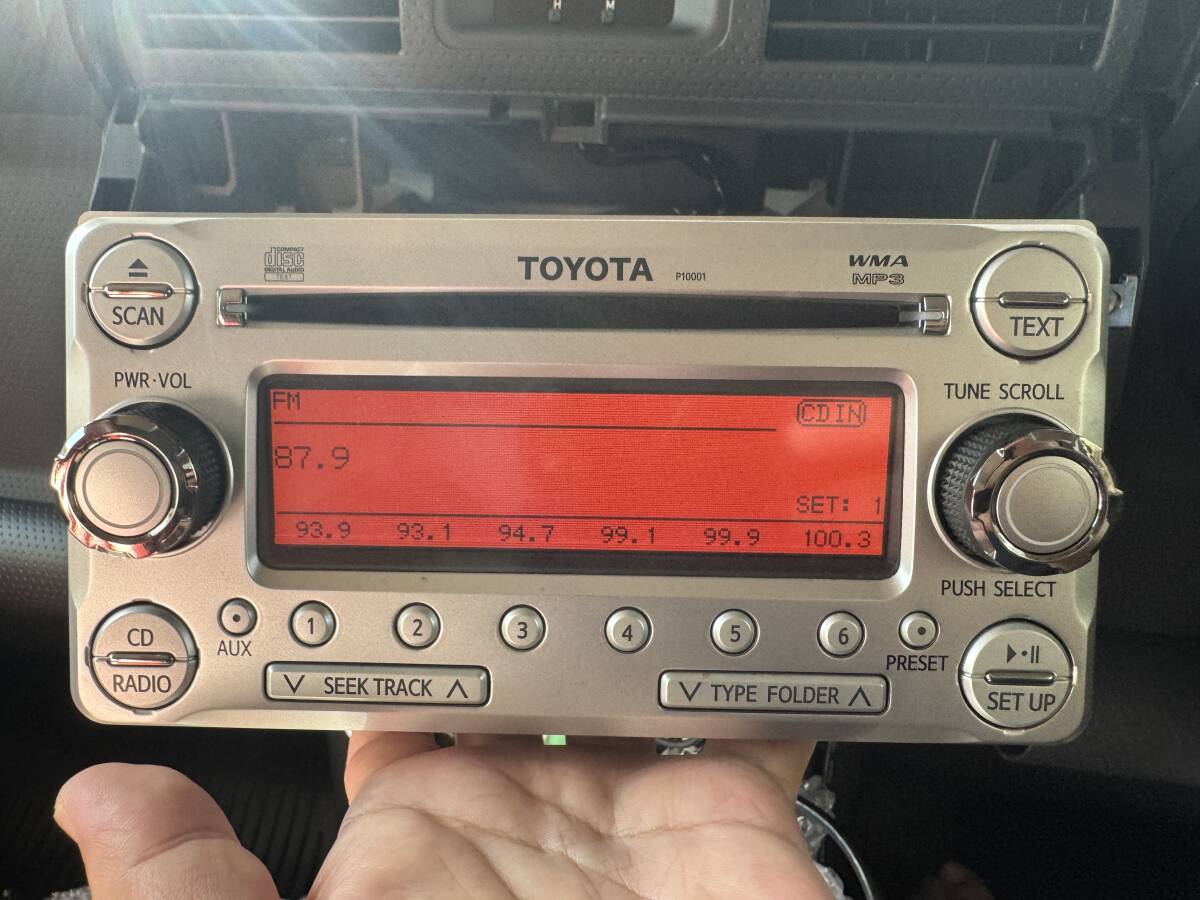 H M
COMPACT
disc
DIGITAL AUDIO
TEXT
TOYOTA P10001
WMA
MP3
SCAN
TEXT
PWR·VOL
TUNE SCROLL
FM
CD IN
87.9
SET: 1
93.9 93.1 94.7 99.1 99.9 100.3
PUSH SELECT
CD
RADIO
AUX
1 2 3 4 5 6
PRESET
SEEK TRACK
TYPE FOLDER
SET UP